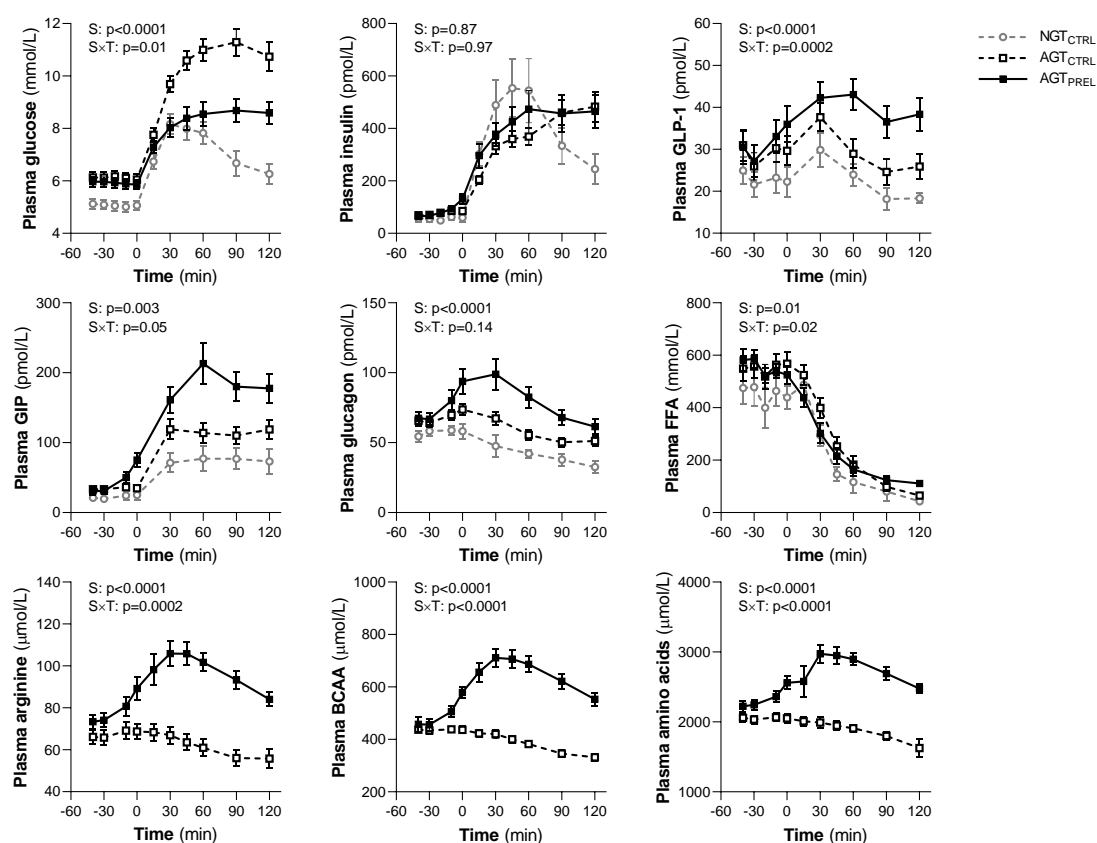 Plasma glucose (mmol/L)
12
10
8
6
4
S: p<0.0001
S×T: p=0.01
-60 -30 0 30 60 90 120
Time (min)
Plasma insulin (pmol/L)
800
600
400
200
0
S: p=0.87
S×T: p=0.97
-60 -30 0 30 60 90 120
Time (min)
Plasma GLP-1 (pmol/L)
60
50
40
30
20
10
S: p<0.0001
S×T: p=0.0002
-60 -30 0 30 60 90 120
Time (min)
NGTCTRL
AGTCTRL
AGTPREL
Plasma GIP (pmol/L)
300
200
100
0
S: p=0.003
S×T: p=0.05
-60 -30 0 30 60 90 120
Time (min)
Plasma glucagon (pmol/L)
150
100
50
0
S: p<0.0001
S×T: p=0.14
-60 -30 0 30 60 90 120
Time (min)
Plasma FFA (mmol/L)
800
600
400
200
0
S: p=0.01
S×T: p=0.02
-60 -30 0 30 60 90 120
Time (min)
Plasma arginine (μmol/L)
140
120
100
80
60
40
S: p<0.0001
S×T: p=0.0002
-60 -30 0 30 60 90 120
Time (min)
Plasma BCAA (μmol/L)
1000
800
600
400
200
S: p<0.0001
S×T: p<0.0001
-60 -30 0 30 60 90 120
Time (min)
Plasma amino acids (μmol/L)
4000
3000
2000
1000
S: p<0.0001
S×T: p<0.0001
-60 -30 0 30 60 90 120
Time (min)